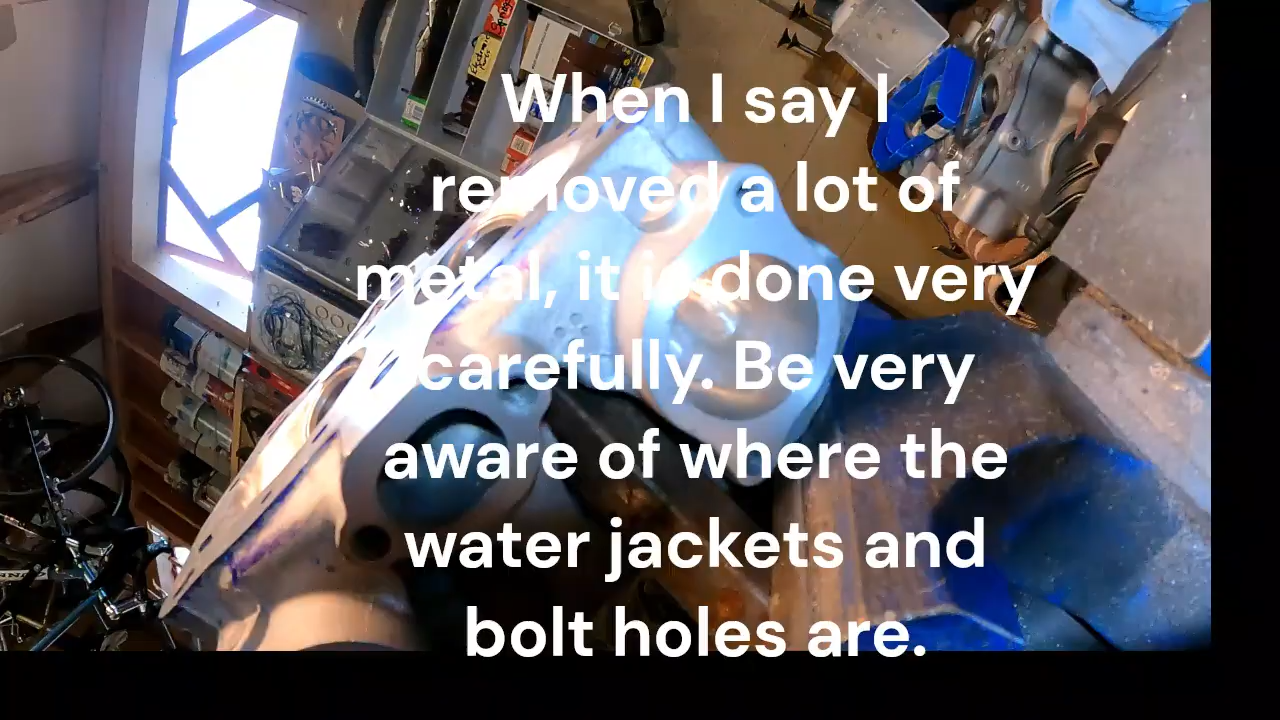 When I say I
removed a lot of
metal, it is done very
carefully. Be very
aware of where the
water jackets and
bolt holes are.